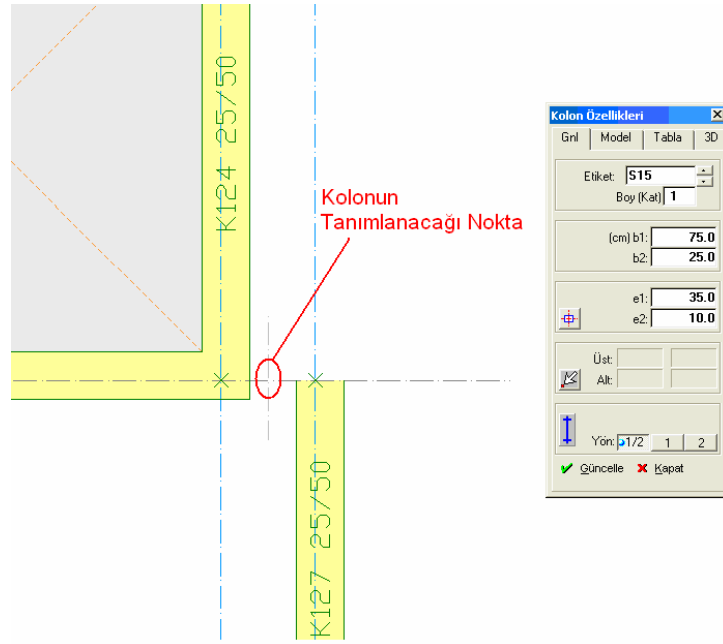 K124 25/50
Kolonun
Tanımlanacağı Nokta
K127 25/50
Kolon Özellikleri
Gnl Model Tabla 3D
Etiket: S15
Boy (Kat) 1
(cm) b1: 75.0
b2: 25.0
e1: 35.0
e2: 10.0
Üst:
Alt:
Yön: 1/2 1 2
Güncelle Kapat